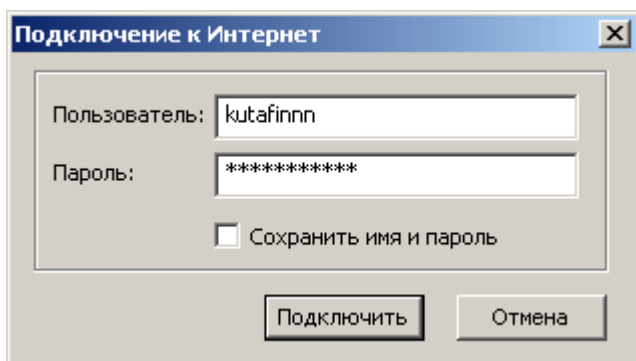 Подключение к Интернет
Пользователь: kutafinnn
Пароль: ***********
Сохранить имя и пароль
Подключить Отмена